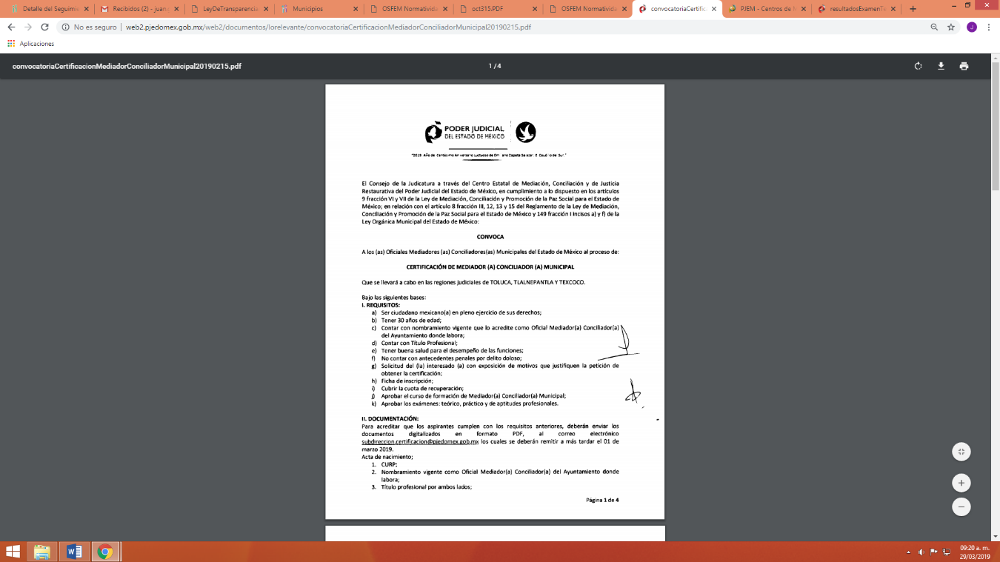 Detalle del Seguimie
Recibidos (2) - juang
LeyDeTransparencia
Municipios
OSFEM Normativida
oct315.PDF
OSFEM Normativida
convocatoriaCertific
PJEM - Centros de M
resultadosExamenTe
No es seguro | web2.pjedomex.gob.mx/web2/documentos/lorelevante/convocatoriaCertificacionMediadorConciliadorMunicipal20190215.pdf
J
Aplicaciones
convocatoriaCertificacionMediadorConciliadorMunicipal20190215.pdf
1 / 4
PODER JUDICIAL
DEL ESTADO DE MÉXICO
El Consejo de la Judicatura a través del Centro Estatal de Mediación, Conciliación y de Justicia
Restaurativa del Poder Judicial del Estado de México, en cumplimiento a lo dispuesto en los artículos
9 fracción VI y VII de la Ley de Mediación, Conciliación y Promoción de la Paz Social para el Estado de
México; en relación con el artículo 8 fracción III, 12, 13 y 15 del Reglamento de la Ley de Mediación,
Conciliación y Promoción de la Paz Social para el Estado de México y 149 fracción I incisos a) y f) de la
Ley Orgánica Municipal del Estado de México:
CONVOCA
A los (as) Oficiales Mediadores (as) Conciliadores(as) Municipales del Estado de México al proceso de:
CERTIFICACIÓN DE MEDIADOR (A) CONCILIADOR (A) MUNICIPAL
Que se llevará a cabo en las regiones judiciales de TOLUCA, TLALNEPANTLA Y TEXCOCO.
Bajo las siguientes bases:
I. REQUISITOS:
a) Ser ciudadano mexicano(a) en pleno ejercicio de sus derechos;
b) Tener 30 años de edad;
c) Contar con nombramiento vigente que lo acredite como Oficial Mediador(a) Conciliador(a)
del Ayuntamiento donde labora;
d) Contar con Título Profesional;
e) Tener buena salud para el desempeño de las funciones;
f) No contar con antecedentes penales por delito doloso;
g) Solicitud del (la) interesado (a) con exposición de motivos que justifiquen la petición de
obtener la certificación;
h) Ficha de inscripción;
i) Cubrir la cuota de recuperación;
j) Aprobar el curso de formación de Mediador(a) Conciliador(a) Municipal;
k) Aprobar los exámenes: teórico, práctico y de aptitudes profesionales.
II. DOCUMENTACIÓN:
Para acreditar que los aspirantes cumplen con los requisitos anteriores, deberán enviar los
documentos digitalizados en formato PDF, al correo electrónico
subdireccion.certificacion@pjedomex.gob.mx los cuales se deberán remitir a más tardar el 01 de
marzo 2019.
Acta de nacimiento;
1. CURP;
2. Nombramiento vigente como Oficial Mediador(a) Conciliador(a) del Ayuntamiento donde
labora;
3. Título profesional por ambos lados;
Página 1 de 4
09:20 a. m.
29/03/2019